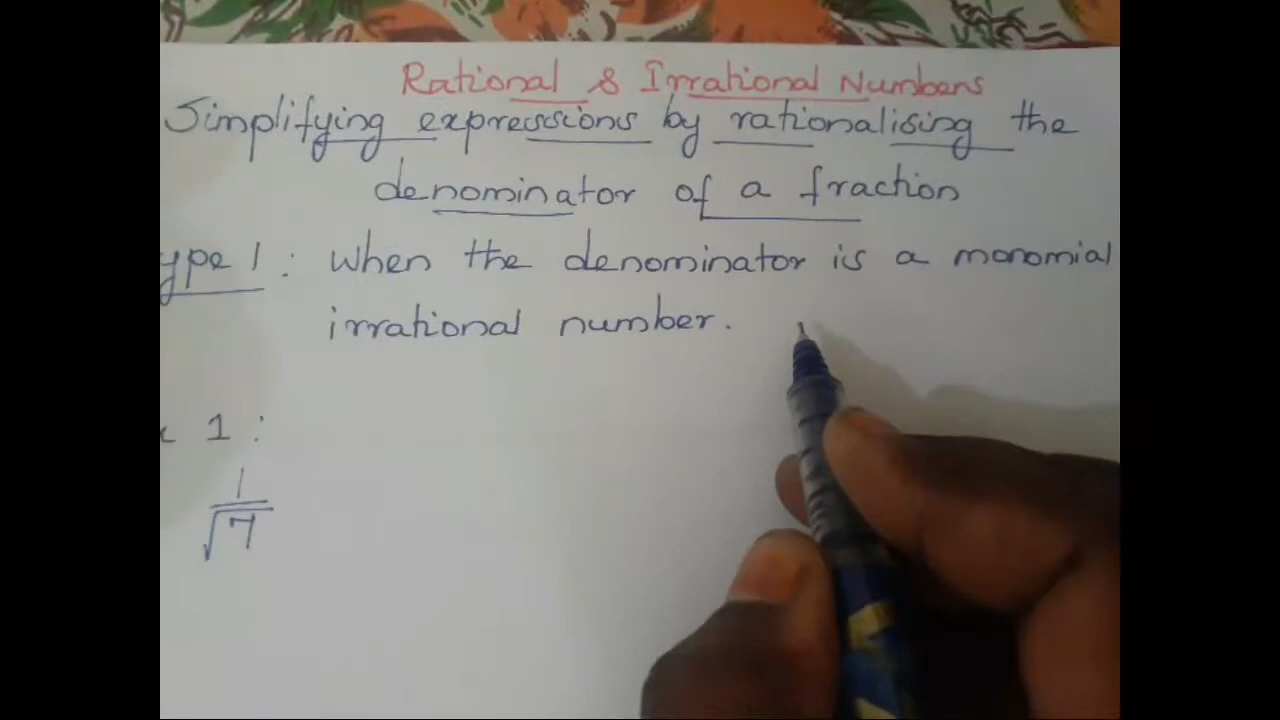 Rational & Irrational Numbers
Simplifying expressions by rationalising the
denominator of a fraction
ype 1 : When the denominator is a monomial
irrational number.
1 :
1
√7